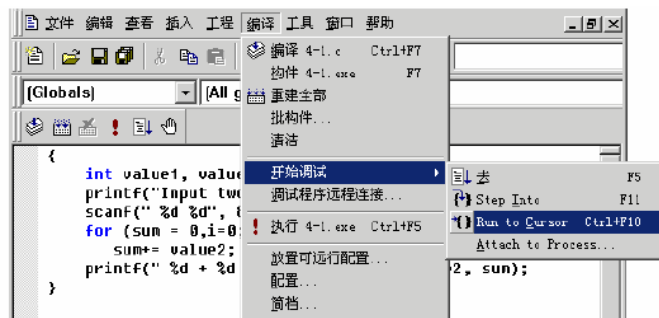 文件 编辑 查看 插入 工程 编译 工具 窗口 帮助
编译 4-1.c Ctrl+F7
构件 4-1.exe F7
(Globals) (All g
重建全部
批构件...
清洁
{
int value1, value
printf("Input two
scanf(" %d %d", &
for (sum = 0,i=0;
sum+= value2;
printf(" %d + %d
2, sum);
}
开始调试
调试程序远程连接...
执行 4-1.exe Ctrl+F5
放置可远行配置...
配置...
简档...
去 F5
Step Into F11
Run to Cursor Ctrl+F10
Attach to Process...